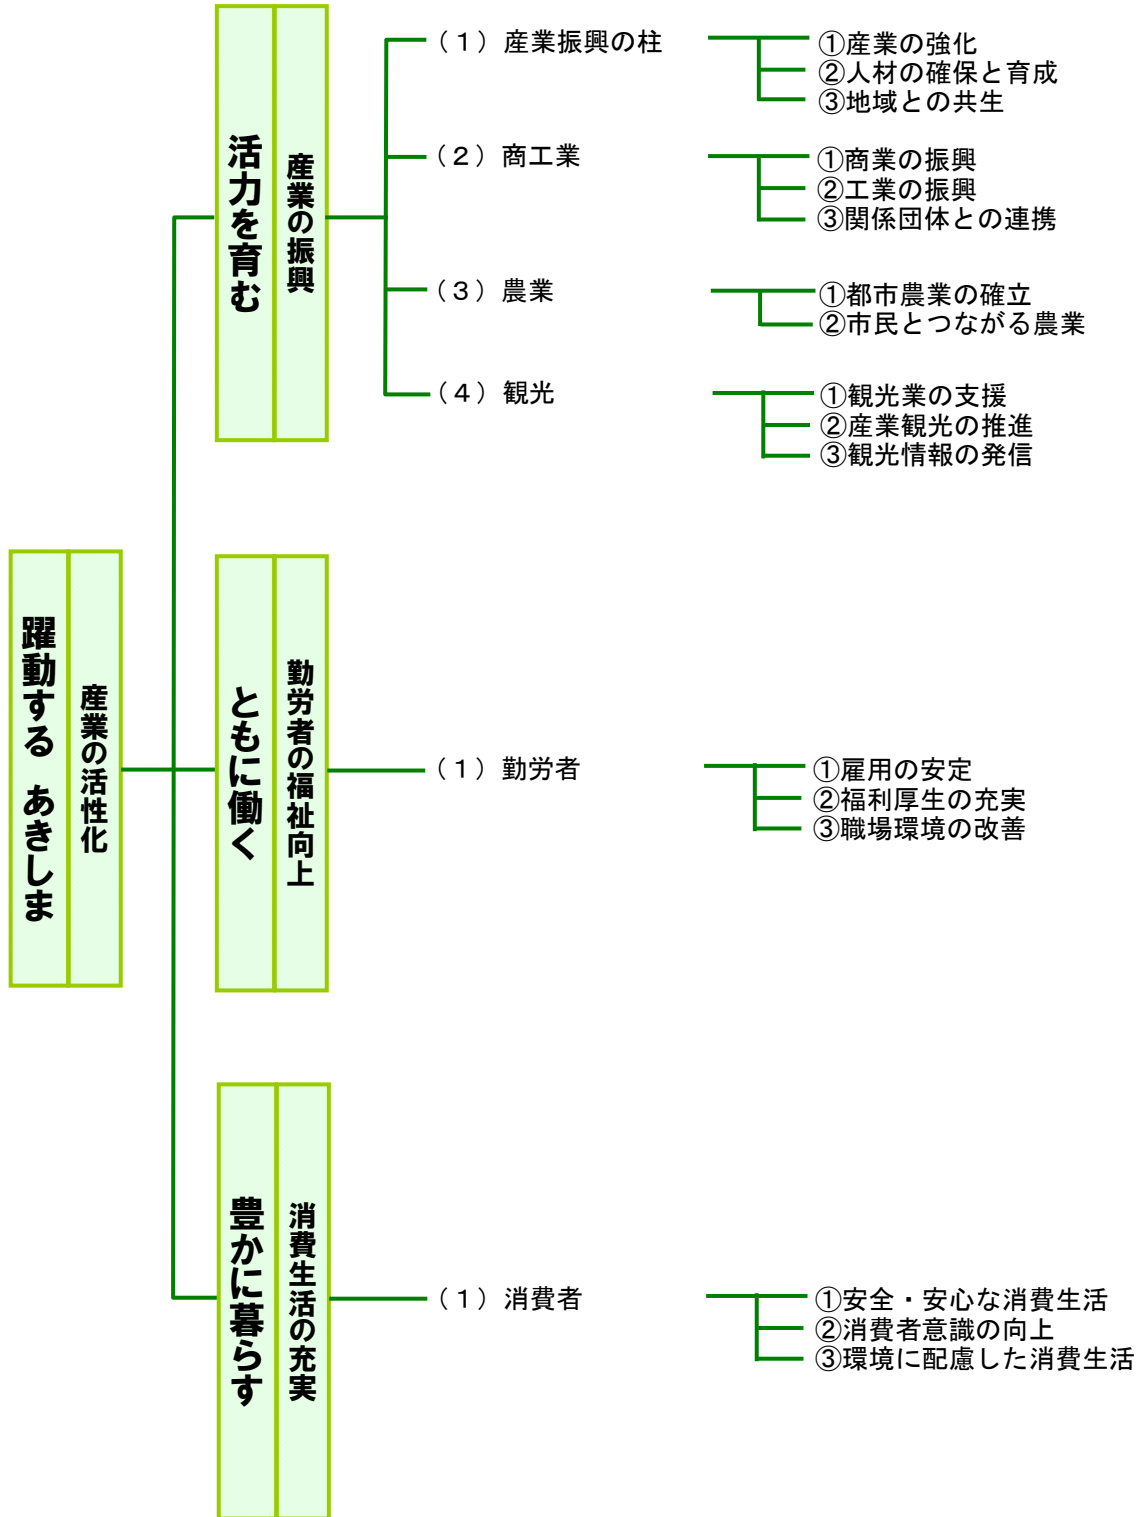 躍動する　あきしま
産業の活性化
活力を育む
産業の振興
（１）産業振興の柱
①産業の強化
②人材の確保と育成
③地域との共生
（２）商工業
①商業の振興
②工業の振興
③関係団体との連携
（３）農業
①都市農業の確立
②市民とつながる農業
（４）観光
①観光業の支援
②産業観光の推進
③観光情報の発信
ともに働く
勤労者の福祉向上
（１）勤労者
①雇用の安定
②福利厚生の充実
③職場環境の改善
豊かに暮らす
消費生活の充実
（１）消費者
①安全・安心な消費生活
②消費者意識の向上
③環境に配慮した消費生活